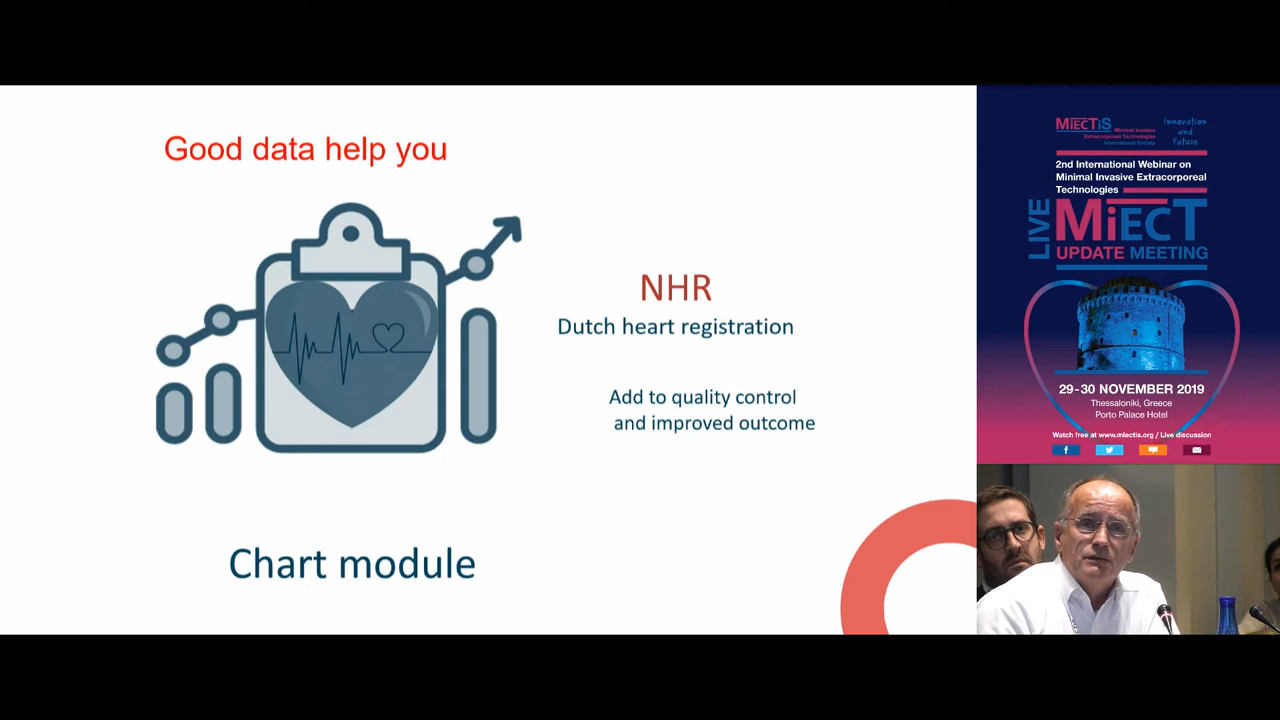 Good data help you
NHR
Dutch heart registration
Add to quality control
and improved outcome
Chart module
MiECTiS
Minimal Invasive
Extracorporeal Technologies
International Society
Innovation
and
Future
2nd International Webinar on
Minimal Invasive Extracorporeal
Technologies
LIVE
MiECT
UPDATE MEETING
29-30 NOVEMBER 2019
Thessaloniki, Greece
Porto Palace Hotel
Watch free at www.miectis.org / Live discussion